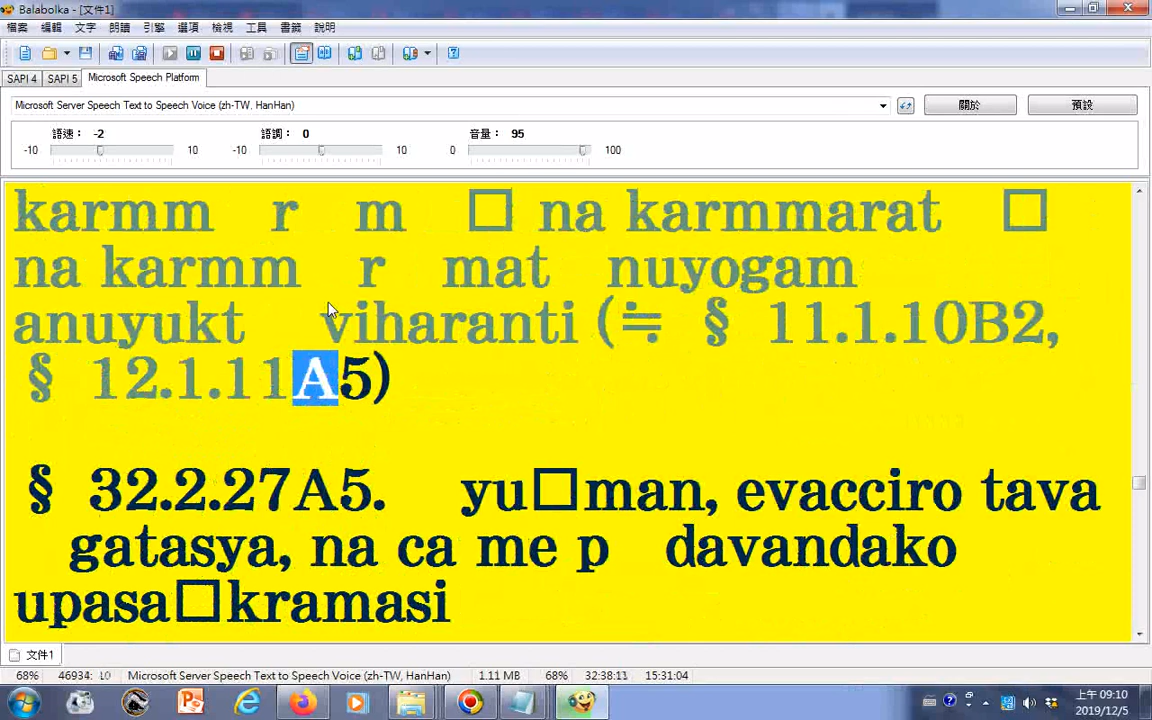 Balabolka - [文件1]
檔案 編輯 文字 朗讀 引擎 選項 檢視 工具 書籤 說明
SAPI 4 SAPI 5 Microsoft Speech Platform
Microsoft Server Speech Text to Speech Voice (zh-TW, HanHan) 關於 預設
語速： -2 語調： 0 音量： 95
-10 10 -10 10 0 100
karmm r m □ na karmmarat □
na karmm r mat nuyogam
anuyukt viharanti (≒ § 11.1.10B2,
§ 12.1.11A5)
§ 32.2.27A5. yu□man, evacciro tava
gatasya, na ca me p davandako
upasa□kramasi
文件1
68% 46934: 10 Microsoft Server Speech Text to Speech Voice (zh-TW, HanHan) 1.11 MB 68% 32:38:11 15:31:04
上午 09:10
2019/12/5